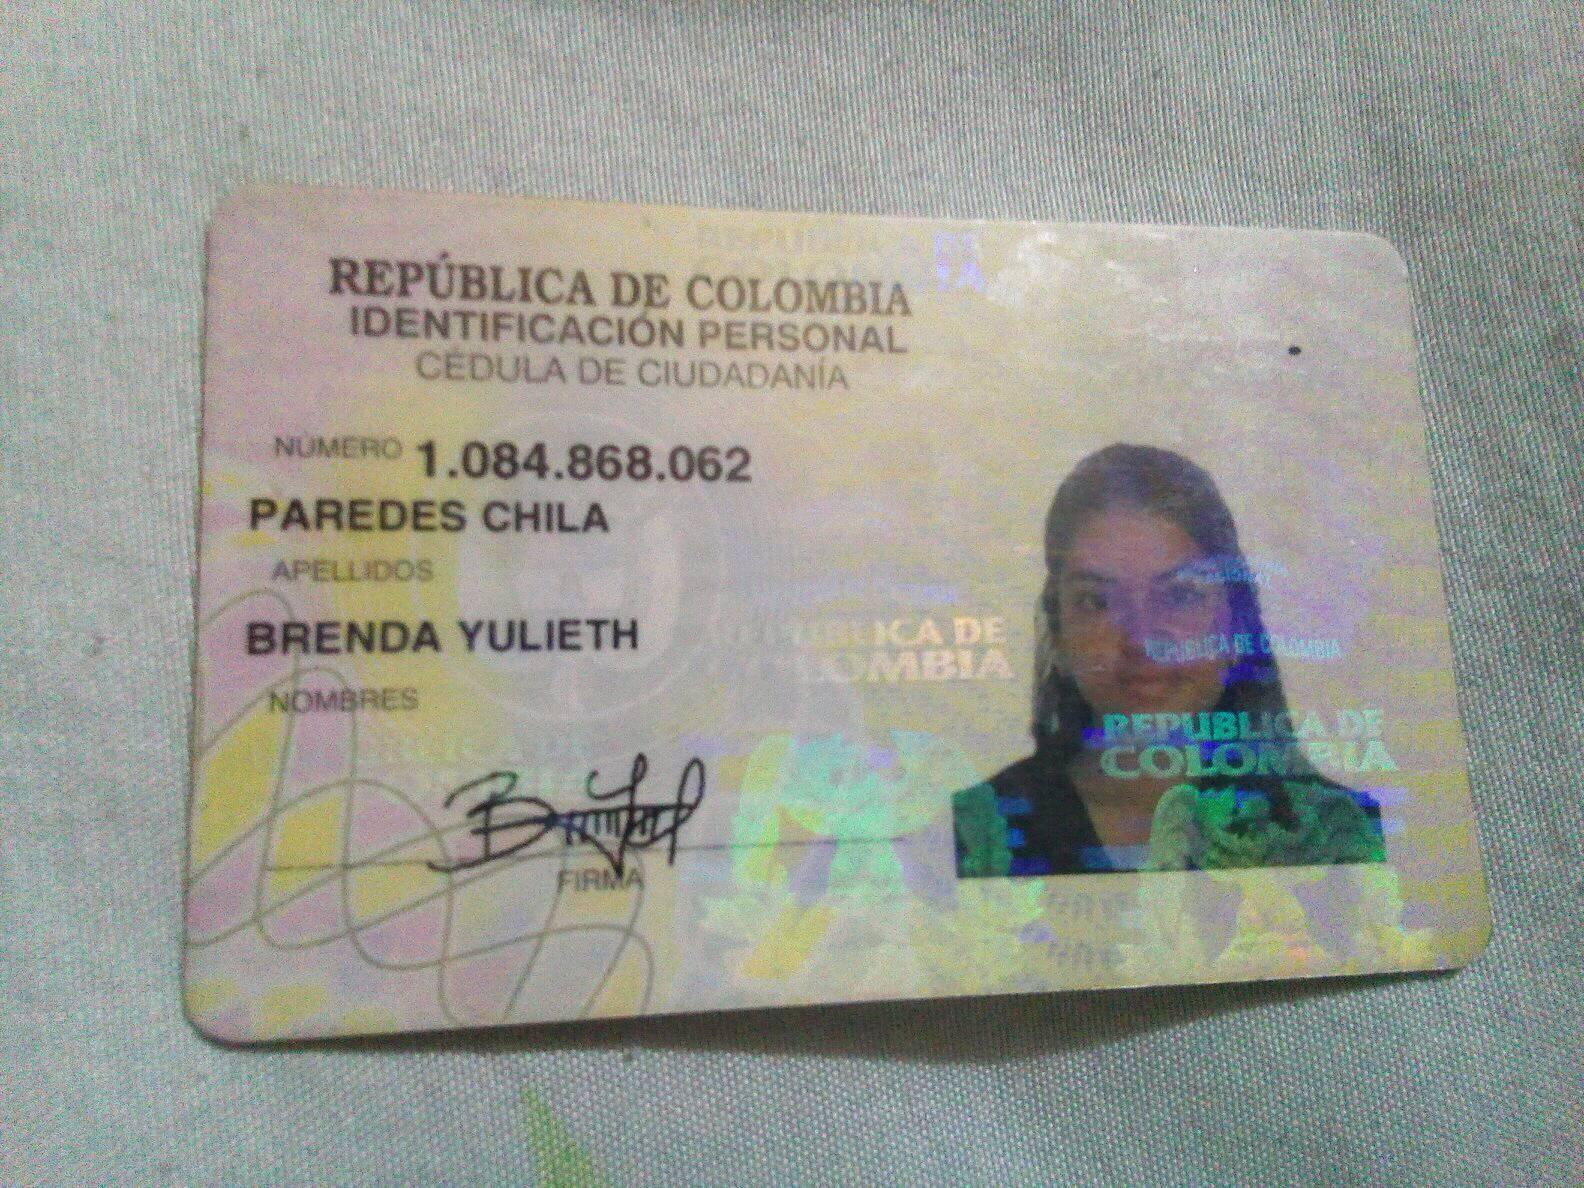 REPÚBLICA DE COLOMBIA
IDENTIFICACIÓN PERSONAL
CÉDULA DE CIUDADANÍA
NÚMERO 1.084.868.062
PAREDES CHILA
APELLIDOS
BRENDA YULIETH
NOMBRES
FIRMA
REPUBLICA DE
COLOMBIA
REPUBLICA DE COLOMBIA
REPUBLICA DE
COLOMBIA